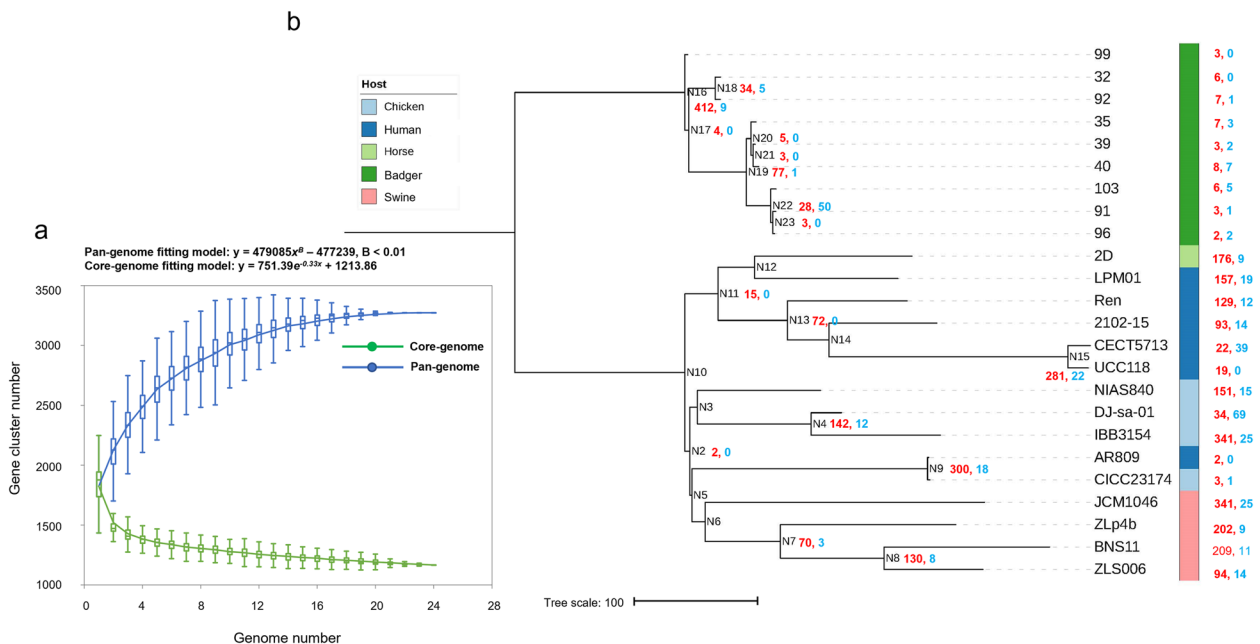 b
Host
Chicken
Human
Horse
Badger
Swine
a
Pan-genome fitting model: y = 479085x^B – 477239, B < 0.01
Core-genome fitting model: y = 751.39e^-0.33x + 1213.86
3500
3000
2500
2000
1500
1000
Gene cluster number
0
4
8
12
16
20
24
28
Genome number
Core-genome
Pan-genome
N16
412, 9
N18 34, 5
N17 4, 0
N20 5, 0
N21 3, 0
N19 77, 1
N22 28, 50
N23 3, 0
N12
N11 15, 0
N13 72, 0
N14
N15
281, 22
N10
N3
N4 142, 12
N2 2, 0
N9 300, 18
N5
N6
N7 70, 3
N8 130, 8
Tree scale: 100
99 3, 0
32 6, 0
92 7, 1
35 7, 3
39 3, 2
40 8, 7
103 6, 5
91 3, 1
96 2, 2
2D 176, 9
LPM01 157, 19
Ren 129, 12
2102-15 93, 14
CECT5713 22, 39
UCC118 19, 0
NIAS840 151, 15
DJ-sa-01 34, 69
IBB3154 341, 25
AR809 2, 0
CICC23174 3, 1
JCM1046 341, 25
ZLp4b 202, 9
BNS11 209, 11
ZLS006 94, 14